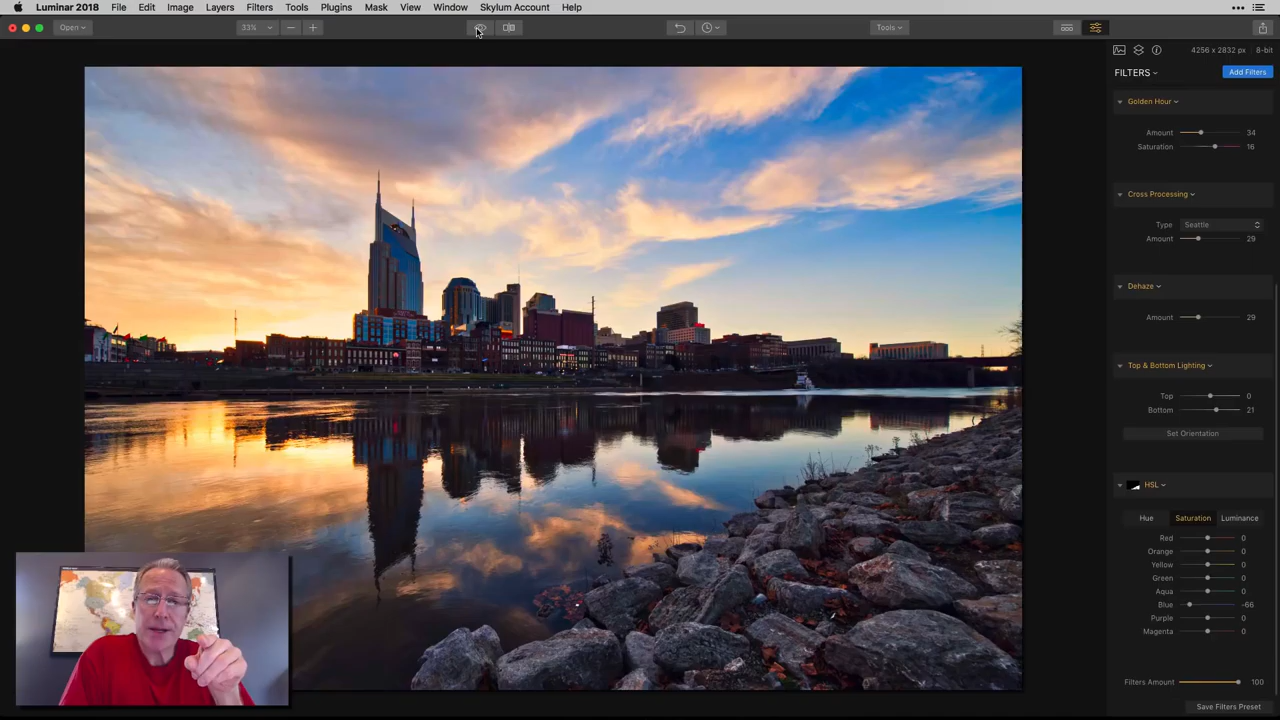 Luminar 2018 File Edit Image Layers Filters Tools Plugins Mask View Window Skylum Account Help
Open 33% Tools
4256 x 2832 px 8-bit
FILTERS Add Filters
Golden Hour
Amount 34
Saturation 16
Cross Processing
Type Seattle
Amount 29
Dehaze
Amount 29
Top & Bottom Lighting
Top 0
Bottom 21
Set Orientation
HSL
Hue Saturation Luminance
Red 0
Orange 0
Yellow 0
Green 0
Aqua 0
Blue -66
Purple 0
Magenta 0
Filters Amount 100
Save Filters Preset